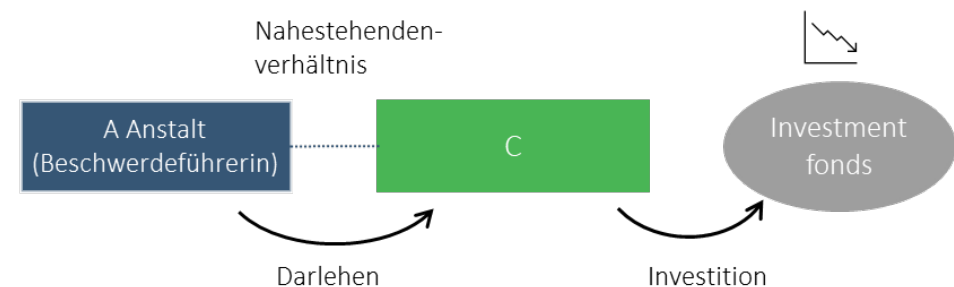 Nahestehenden-
verhältnis
A Anstalt
(Beschwerdeführerin)
C
Investment
fonds
Darlehen
Investition